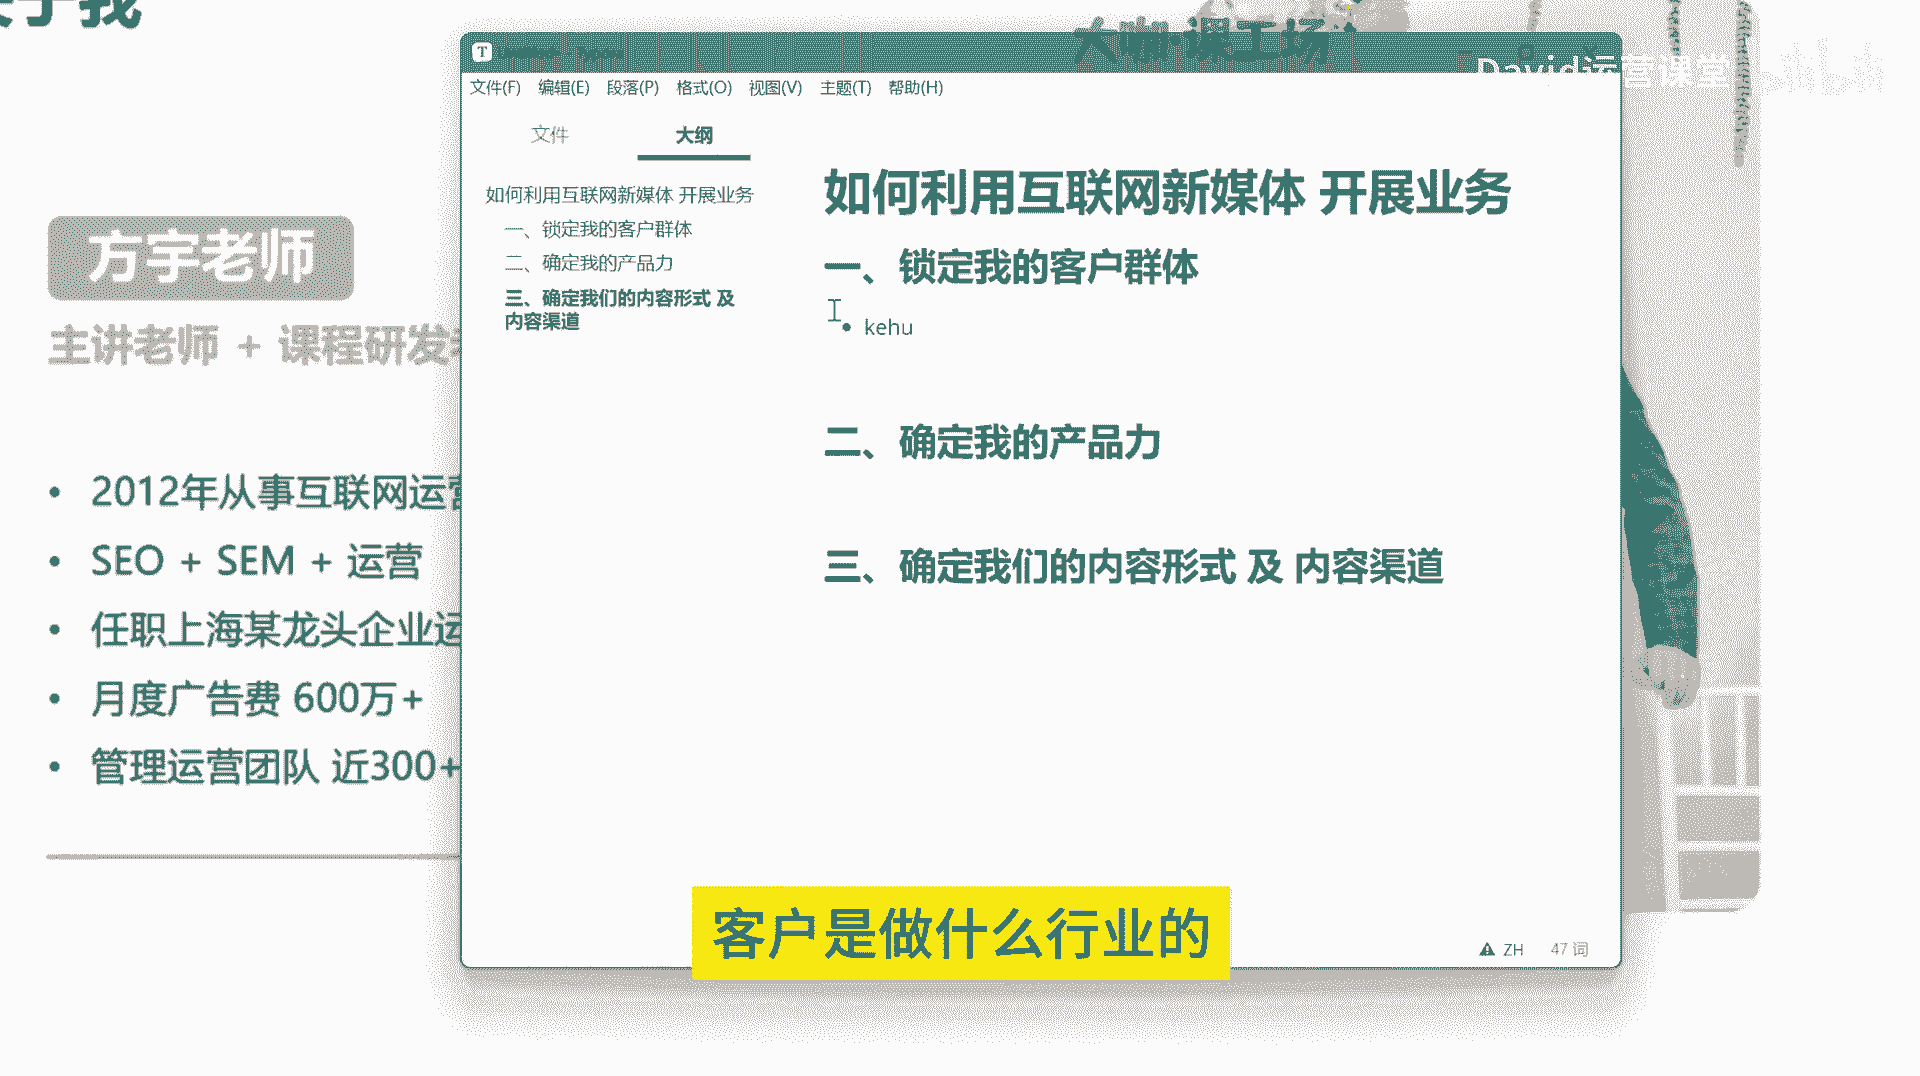 关于我
大咖·课工场
David运营课堂
bilibili
T
文件(F) 编辑(E) 段落(P) 格式(O) 视图(V) 主题(T) 帮助(H)
文件 大纲
如何利用互联网新媒体 开展业务
一、锁定我的客户群体
二、确定我的产品力
三、确定我们的内容形式 及
内容渠道
如何利用互联网新媒体 开展业务
一、锁定我的客户群体
• kehu
二、确定我的产品力
三、确定我们的内容形式 及 内容渠道
方宇老师
主讲老师 + 课程研发
• 2012年从事互联网运营
• SEO + SEM + 运营
• 任职上海某龙头企业运
• 月度广告费 600万+
• 管理运营团队 近300+
客户是做什么行业的
ZH 47 词